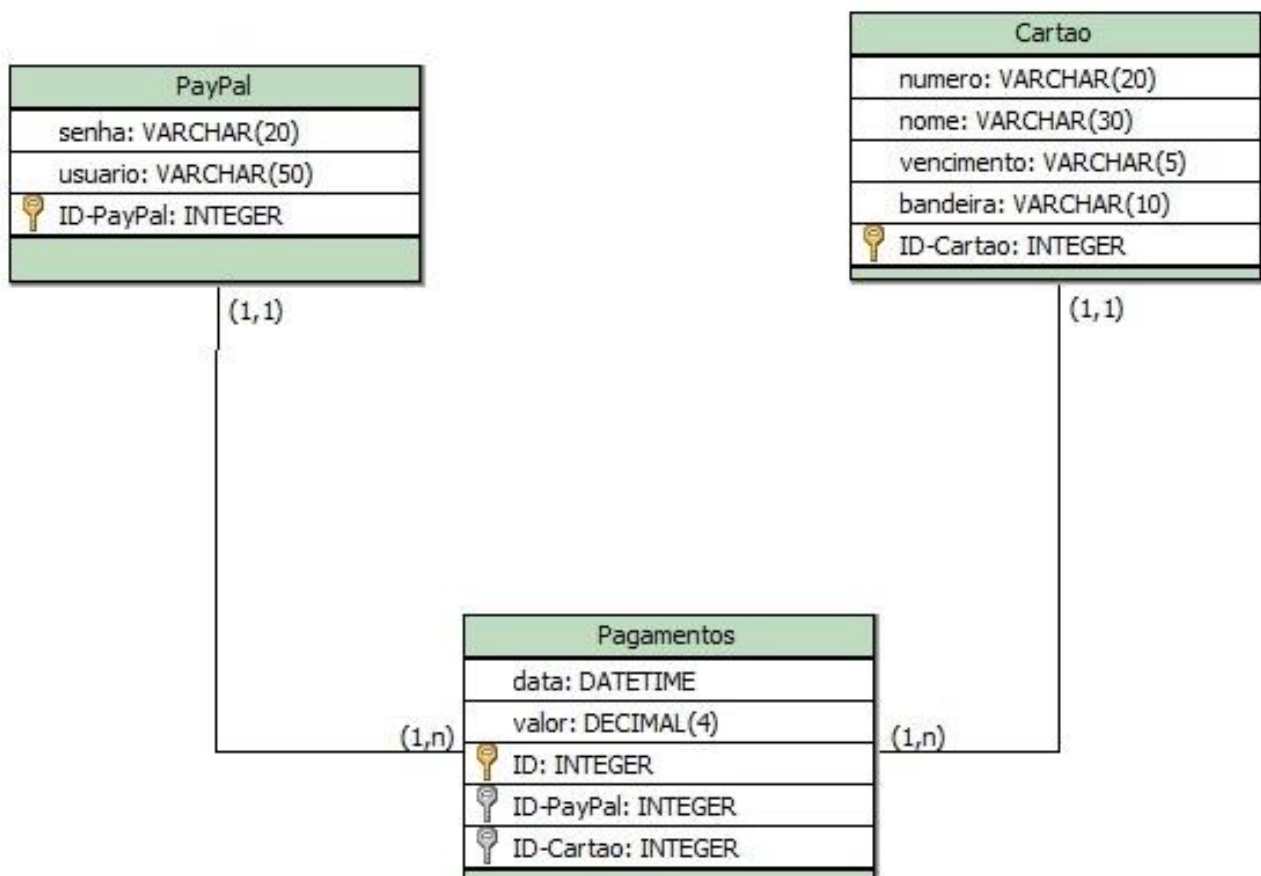 PayPal
senha: VARCHAR(20)
usuario: VARCHAR(50)
ID-PayPal: INTEGER
(1,1)
Cartao
numero: VARCHAR(20)
nome: VARCHAR(30)
vencimento: VARCHAR(5)
bandeira: VARCHAR(10)
ID-Cartao: INTEGER
(1,1)
Pagamentos
data: DATETIME
valor: DECIMAL(4)
(1,n)
(1,n)
ID: INTEGER
ID-PayPal: INTEGER
ID-Cartao: INTEGER